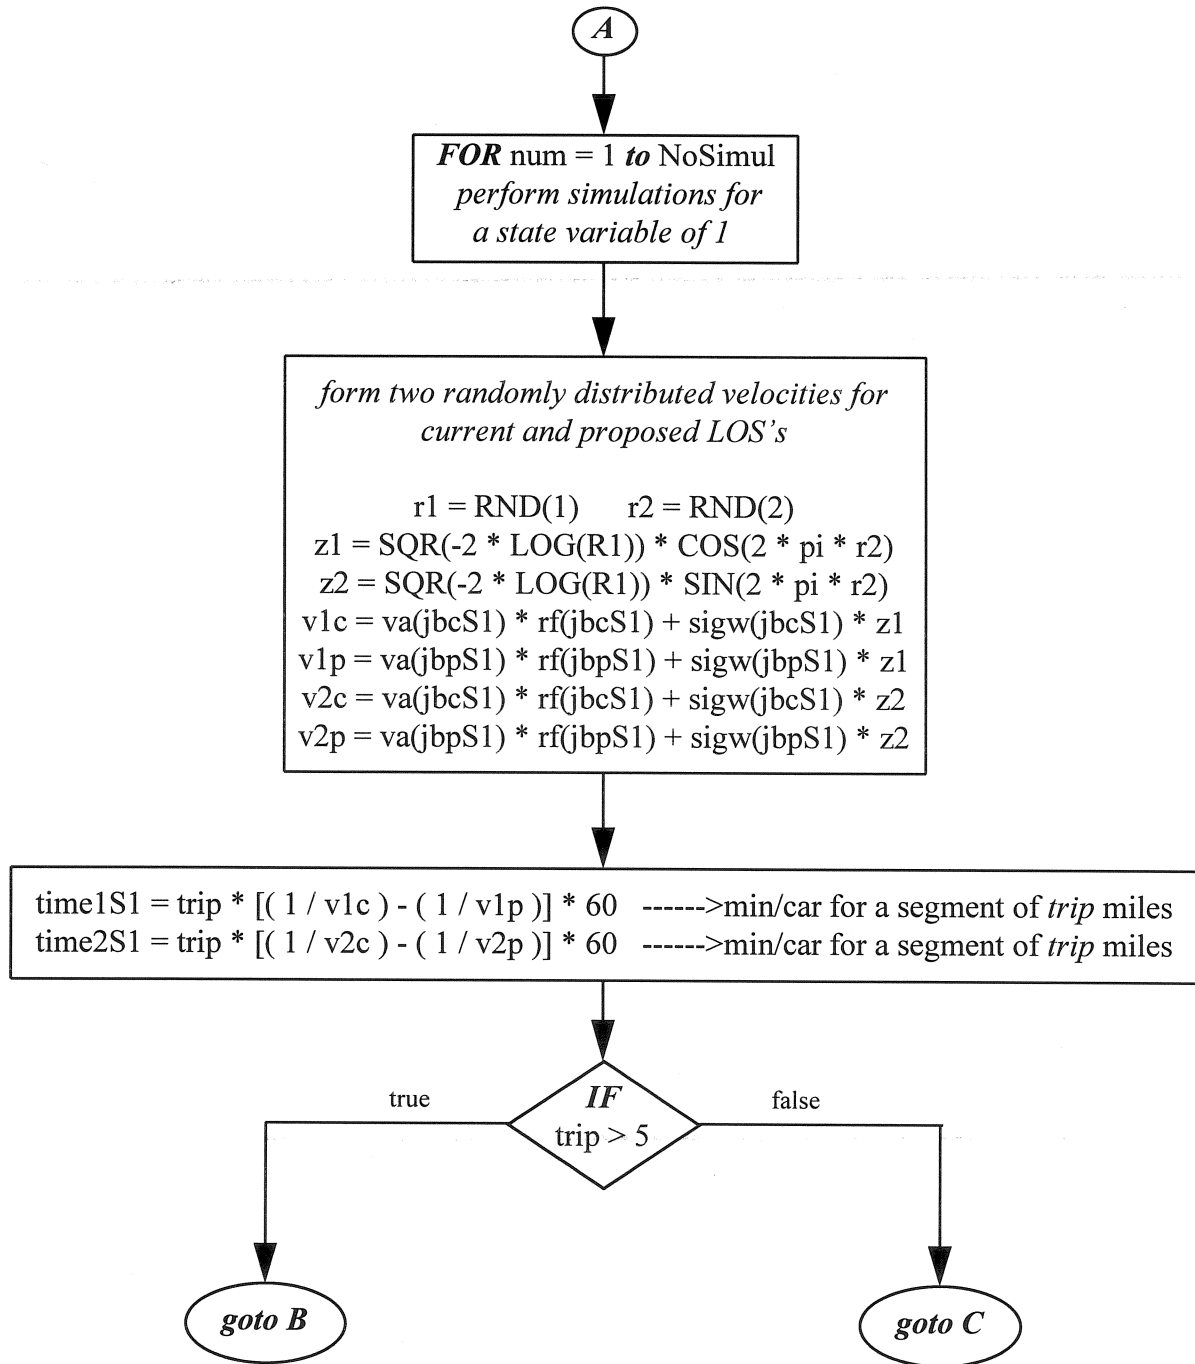 A
FOR num = 1 to NoSimul
perform simulations for
a state variable of 1
form two randomly distributed velocities for
current and proposed LOS's
r1 = RND(1) r2 = RND(2)
z1 = SQR(-2 * LOG(R1)) * COS(2 * pi * r2)
z2 = SQR(-2 * LOG(R1)) * SIN(2 * pi * r2)
v1c = va(jbcS1) * rf(jbcS1) + sigw(jbcS1) * z1
v1p = va(jbpS1) * rf(jbpS1) + sigw(jbpS1) * z1
v2c = va(jbcS1) * rf(jbcS1) + sigw(jbcS1) * z2
v2p = va(jbpS1) * rf(jbpS1) + sigw(jbpS1) * z2
time1S1 = trip * [( 1 / v1c ) - ( 1 / v1p )] * 60 ------>min/car for a segment of trip miles
time2S1 = trip * [( 1 / v2c ) - ( 1 / v2p )] * 60 ------>min/car for a segment of trip miles
true
IF
false
trip > 5
goto B
goto C